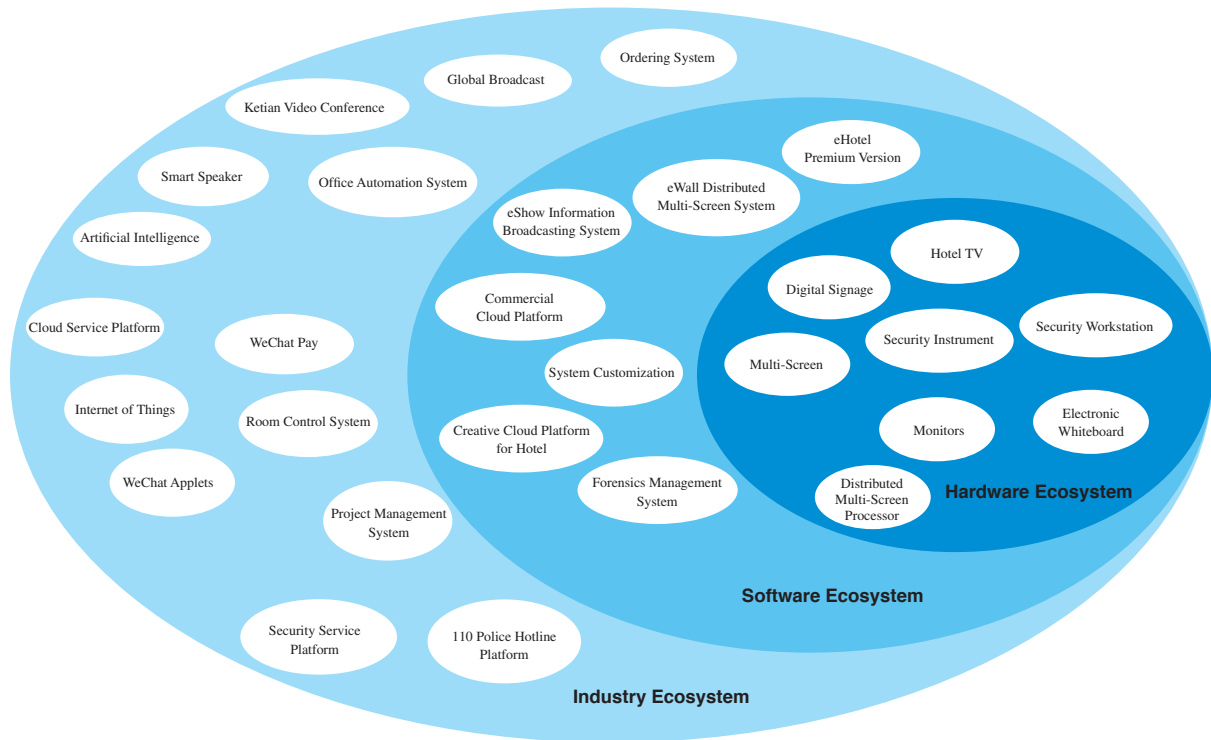 Ordering System
Global Broadcast
Ketian Video Conference
Smart Speaker
Office Automation System
Artificial Intelligence
Cloud Service Platform
WeChat Pay
Internet of Things
Room Control System
WeChat Applets
Project Management
System
Security Service
Platform
110 Police Hotline
Platform
Industry Ecosystem
eHotel
Premium Version
eWall Distributed
Multi-Screen System
eShow Information
Broadcasting System
Commercial
Cloud Platform
System Customization
Creative Cloud Platform
for Hotel
Forensics Management
System
Software Ecosystem
Hotel TV
Digital Signage
Security Workstation
Security Instrument
Multi-Screen
Monitors
Electronic
Whiteboard
Distributed
Multi-Screen
Processor
Hardware Ecosystem